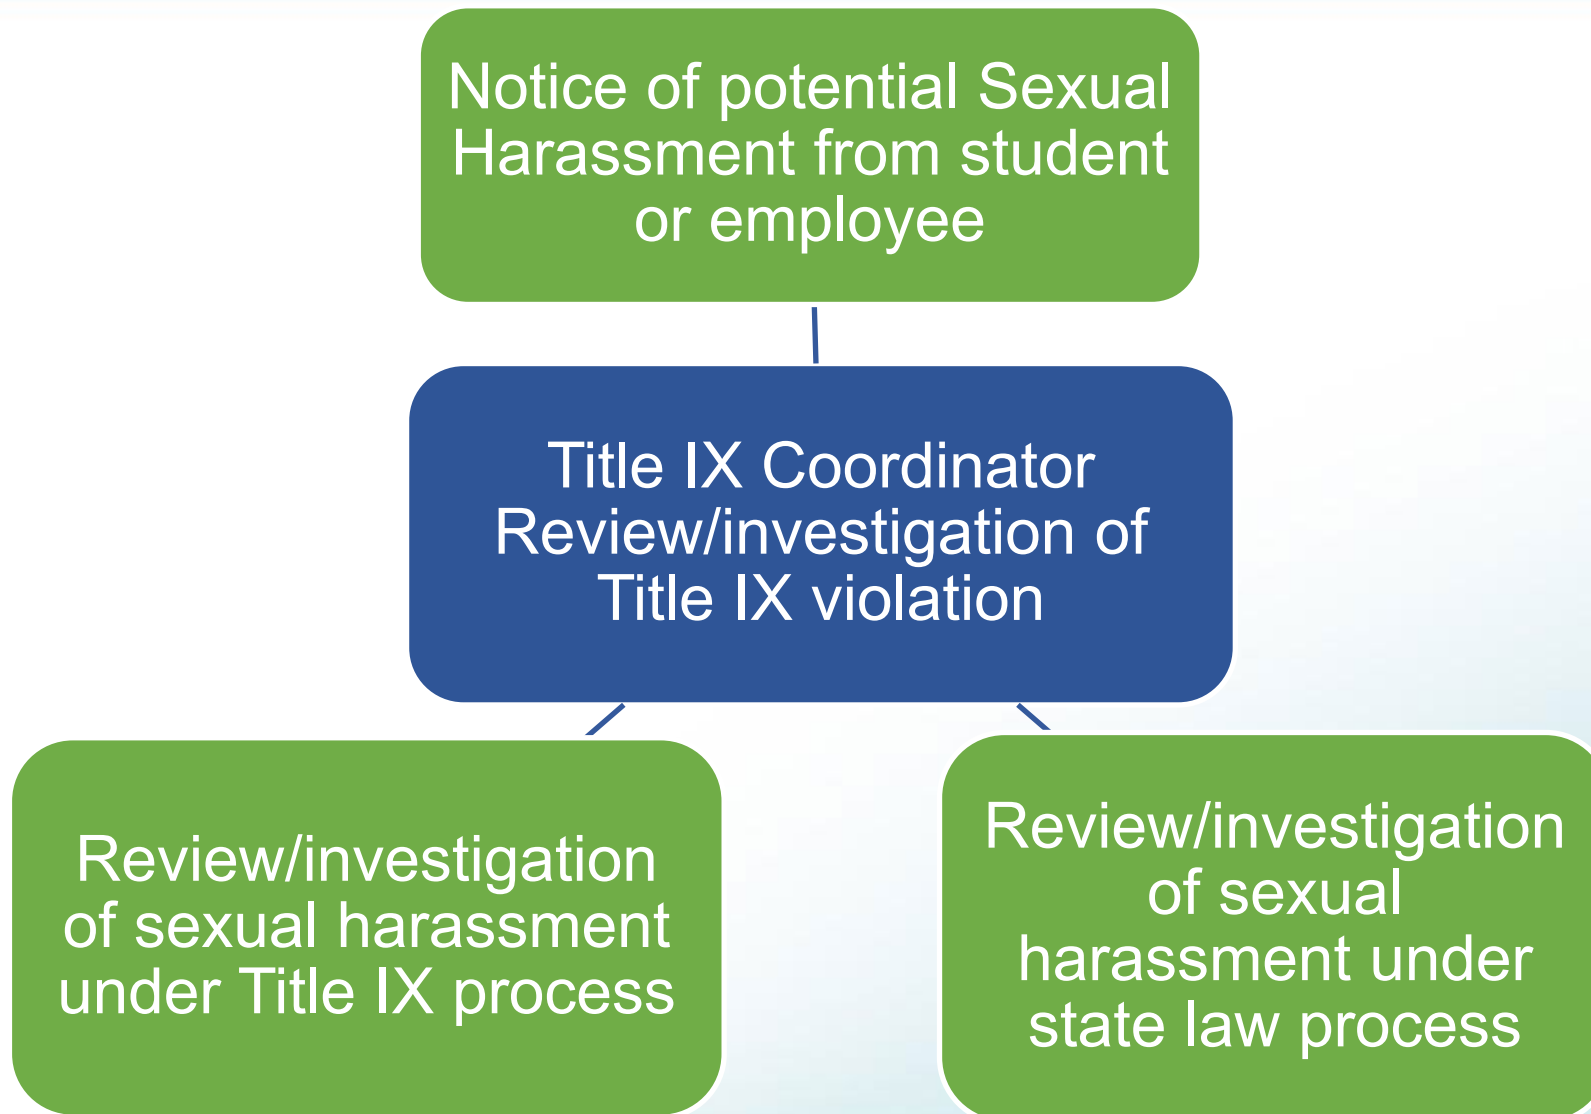 Notice of potential Sexual
Harassment from student
or employee
Title IX Coordinator
Review/investigation of
Title IX violation
Review/investigation
of sexual harassment
under Title IX process
Review/investigation
of sexual
harassment under
state law process